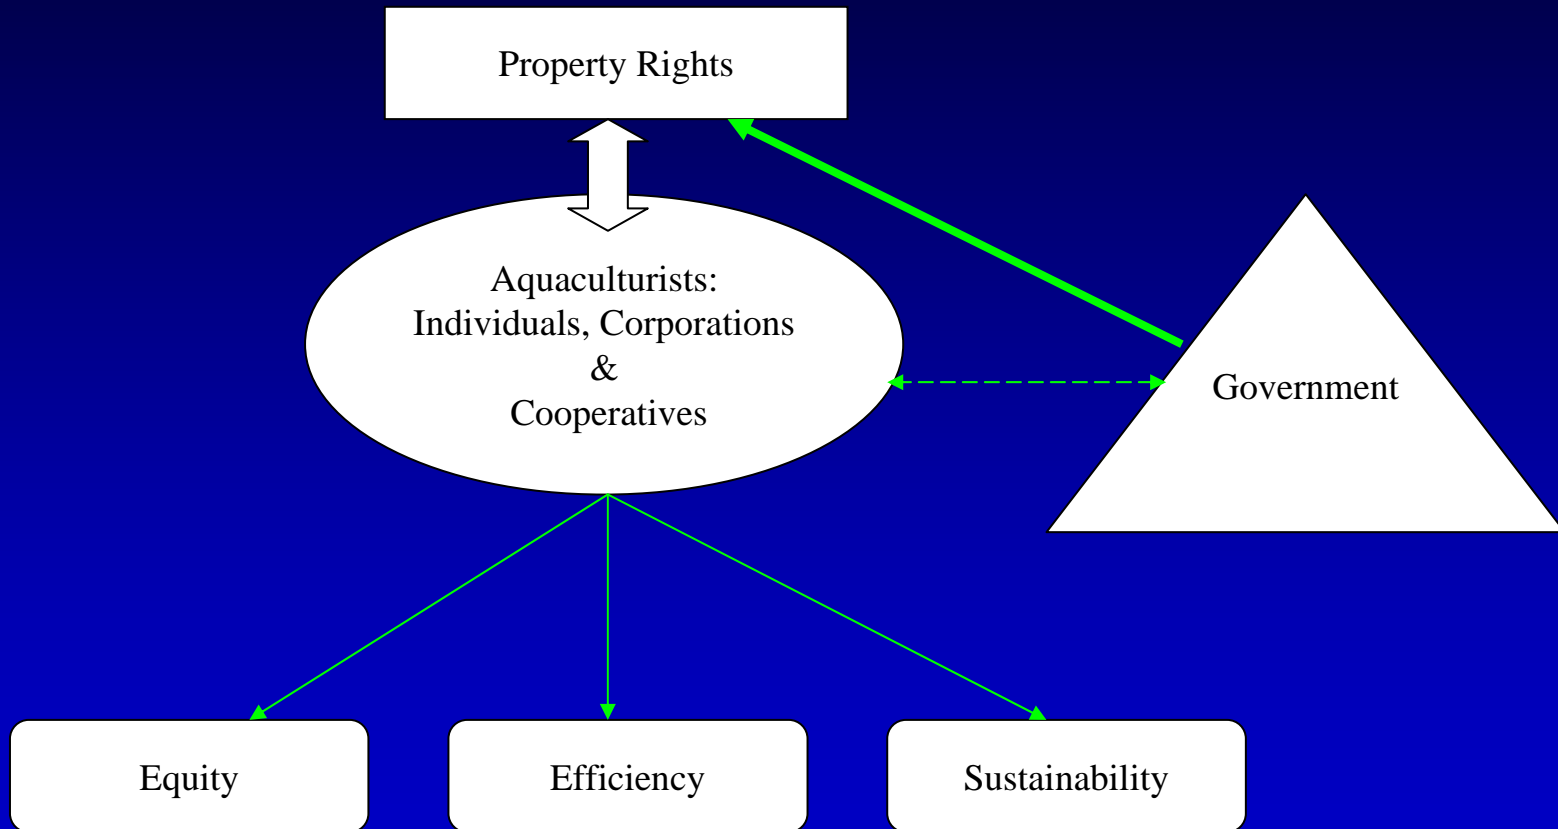 Property Rights
Aquaculturists:
Individuals, Corporations
&
Cooperatives
Government
Equity
Efficiency
Sustainability